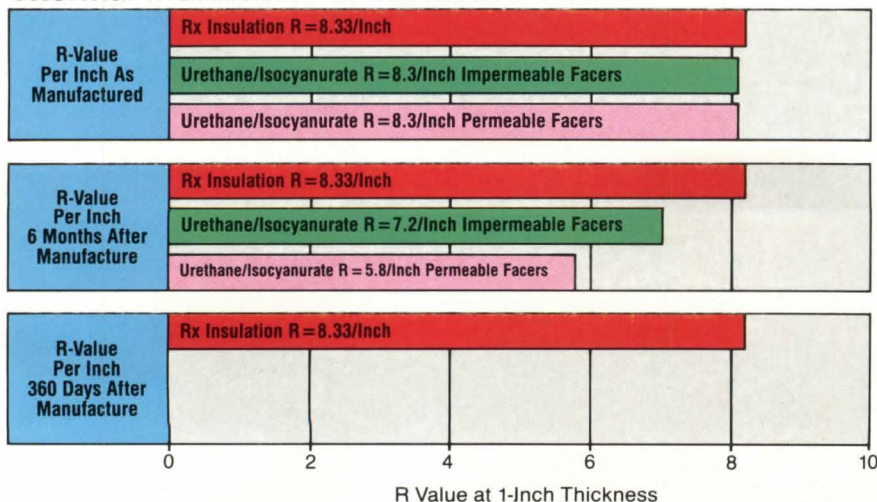 R-Value
Per Inch As
Manufactured
Rx Insulation R=8.33/Inch
Urethane/Isocyanurate R=8.3/Inch Impermeable Facers
Urethane/Isocyanurate R=8.3/Inch Permeable Facers
R-Value
Per Inch
6 Months After
Manufacture
Rx Insulation R=8.33/Inch
Urethane/Isocyanurate R=7.2/Inch Impermeable Facers
Urethane/Isocyanurate R=5.8/Inch Permeable Facers
R-Value
Per Inch
360 Days After
Manufacture
Rx Insulation R=8.33/Inch
0 2 4 6 8 10
R Value at 1-Inch Thickness